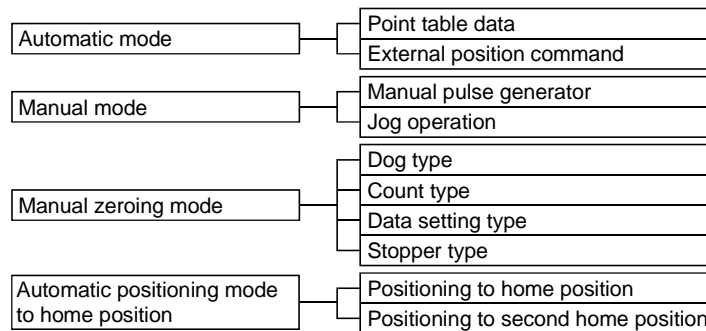 Automatic mode
Point table data
External position command
Manual mode
Manual pulse generator
Jog operation
Manual zeroing mode
Dog type
Count type
Data setting type
Stopper type
Automatic positioning mode
to home position
Positioning to home position
Positioning to second home position